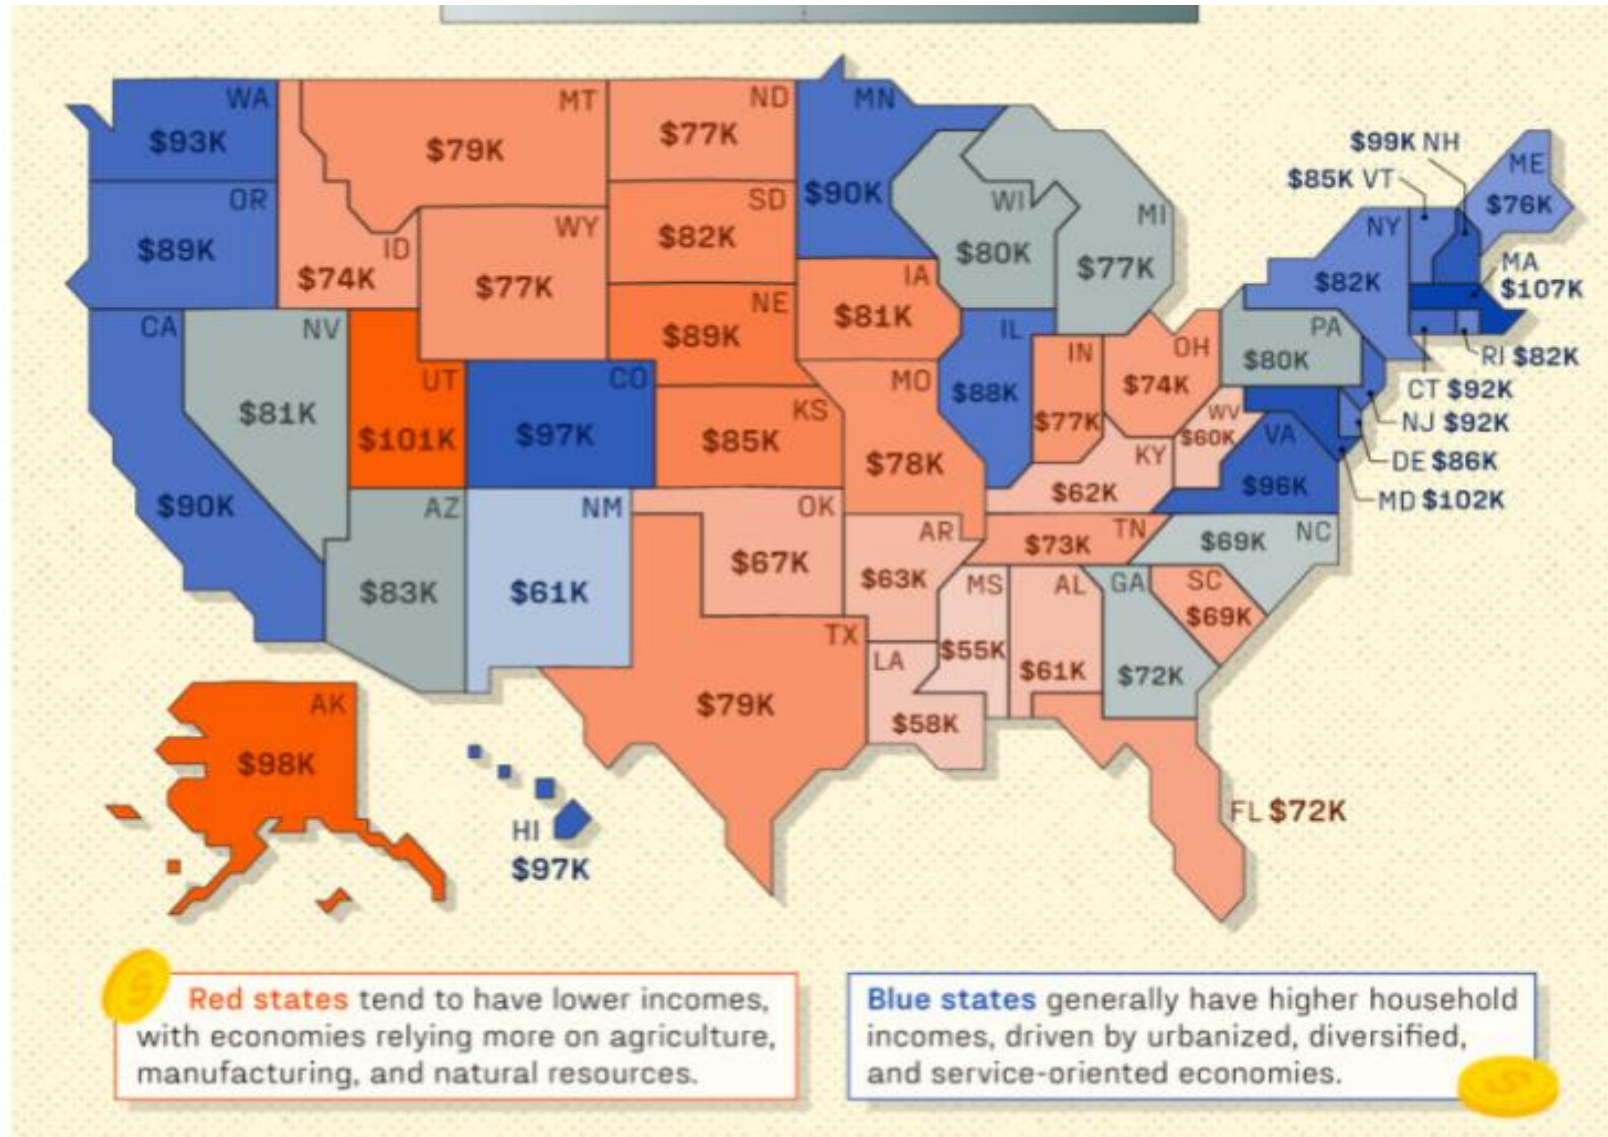 WA
$93K
OR
$89K
CA
$90K
NV
$81K
ID
$74K
MT
$79K
WY
$77K
UT
$101K
CO
$97K
AZ
$83K
NM
$61K
ND
$77K
SD
$82K
NE
$89K
KS
$85K
OK
$67K
TX
$79K
MN
$90K
IA
$81K
MO
$78K
AR
$63K
LA
$58K
WI
$80K
MI
$77K
IL
$88K
IN
$77K
OH
$74K
KY
$62K
WV
$60K
TN
$73K
MS
$55K
AL
$61K
GA
$72K
SC
$69K
$69K NC
VA
$96K
PA
$80K
NY
$82K
$99K NH
$85K VT
ME
$76K
MA
$107K
RI $82K
CT $92K
NJ $92K
DE $86K
MD $102K
FL $72K
AK
$98K
HI
$97K
Red states tend to have lower incomes,
with economies relying more on agriculture,
manufacturing, and natural resources.
Blue states generally have higher household
incomes, driven by urbanized, diversified,
and service-oriented economies.